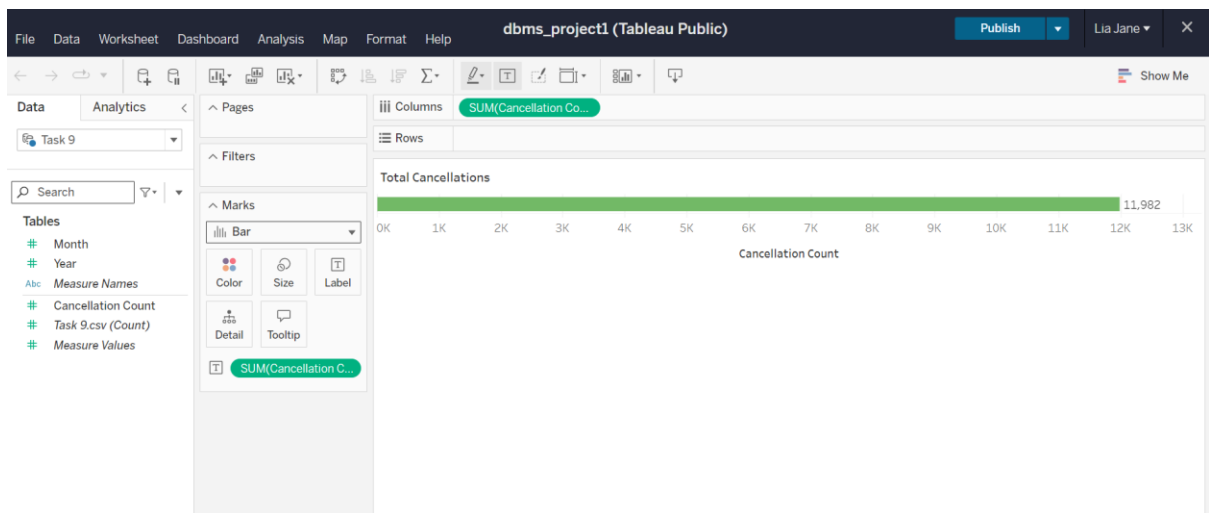 dbms_project1 (Tableau Public)
Publish
Lia Jane
File Data Worksheet Dashboard Analysis Map Format Help
Show Me
Data Analytics
Task 9
Search
Tables
Month
Year
Abc Measure Names
Cancellation Count
Task 9.csv (Count)
Measure Values
Pages
Filters
Marks
Bar
Color Size Label
Detail Tooltip
SUM(Cancellation C...
Columns SUM(Cancellation Co...
Rows
Total Cancellations
11,982
0K 1K 2K 3K 4K 5K 6K 7K 8K 9K 10K 11K 12K 13K
Cancellation Count